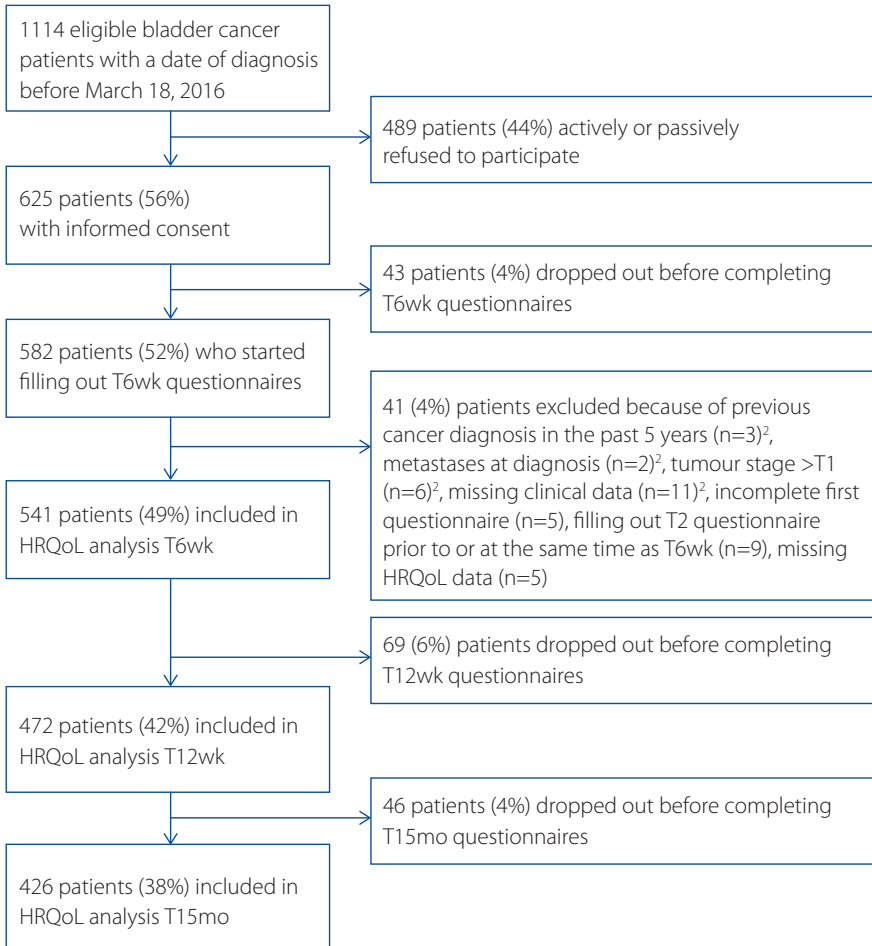 1114 eligible bladder cancer
patients with a date of diagnosis
before March 18, 2016
489 patients (44%) actively or passively
refused to participate
625 patients (56%)
with informed consent
43 patients (4%) dropped out before completing
T6wk questionnaires
582 patients (52%) who started
filling out T6wk questionnaires
41 (4%) patients excluded because of previous
cancer diagnosis in the past 5 years (n=3)²,
metastases at diagnosis (n=2)², tumour stage >T1
(n=6)², missing clinical data (n=11)², incomplete first
questionnaire (n=5), filling out T2 questionnaire
prior to or at the same time as T6wk (n=9), missing
HRQoL data (n=5)
541 patients (49%) included in
HRQoL analysis T6wk
69 (6%) patients dropped out before completing
T12wk questionnaires
472 patients (42%) included in
HRQoL analysis T12wk
46 patients (4%) dropped out before completing
T15mo questionnaires
426 patients (38%) included in
HRQoL analysis T15mo